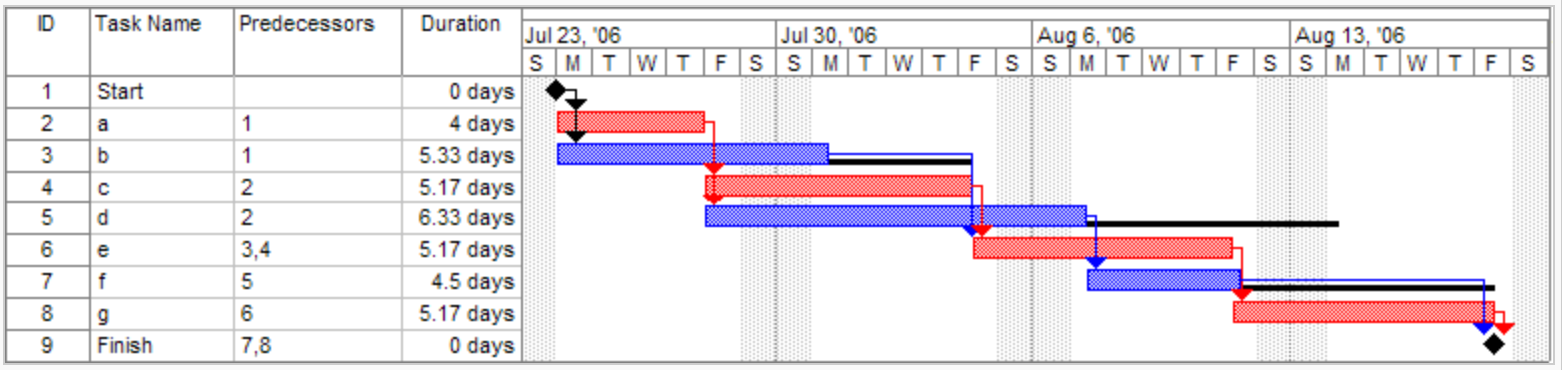 ID Task Name Predecessors Duration
Jul 23, '06 Jul 30, '06 Aug 6, '06 Aug 13, '06
S M T W T F S S M T W T F S S M T W T F S S M T W T F S
1 Start 0 days
2 a 1 4 days
3 b 1 5.33 days
4 c 2 5.17 days
5 d 2 6.33 days
6 e 3,4 5.17 days
7 f 5 4.5 days
8 g 6 5.17 days
9 Finish 7,8 0 days